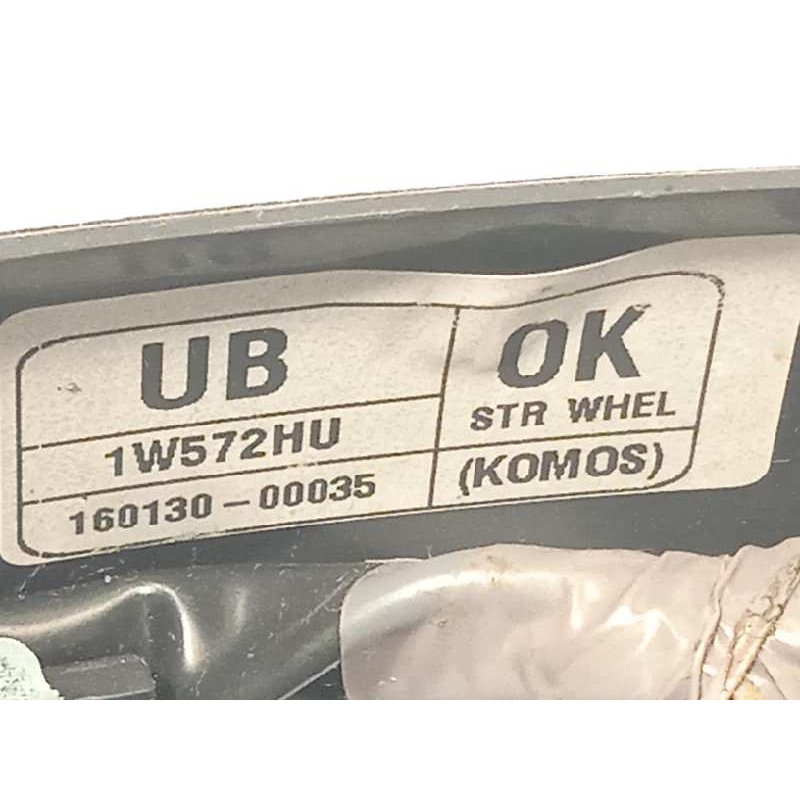 UB
1W572HU
160130-00035
OK
STR WHEL
(KOMOS)